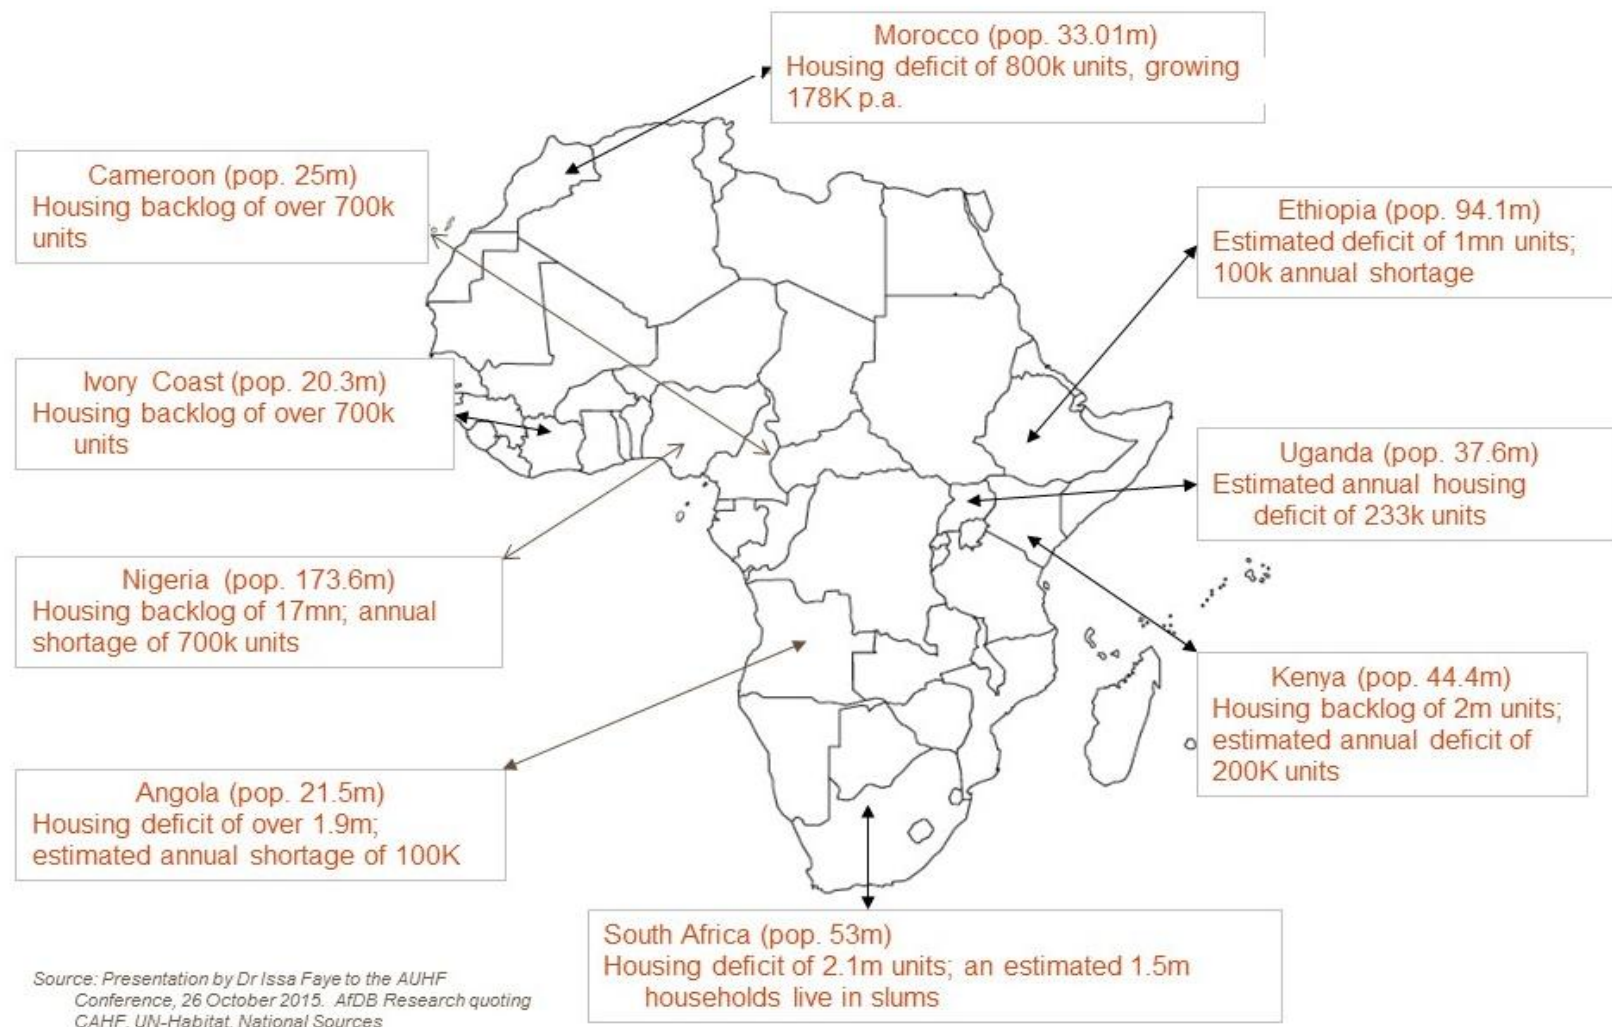 Morocco (pop. 33.01m)
Housing deficit of 800k units, growing
178K p.a.
Cameroon (pop. 25m)
Housing backlog of over 700k
units
Ethiopia (pop. 94.1m)
Estimated deficit of 1mn units;
100k annual shortage
Ivory Coast (pop. 20.3m)
Housing backlog of over 700k
units
Uganda (pop. 37.6m)
Estimated annual housing
deficit of 233k units
Nigeria (pop. 173.6m)
Housing backlog of 17mn; annual
shortage of 700k units
Kenya (pop. 44.4m)
Housing backlog of 2m units;
estimated annual deficit of
200K units
Angola (pop. 21.5m)
Housing deficit of over 1.9m;
estimated annual shortage of 100K
South Africa (pop. 53m)
Housing deficit of 2.1m units; an estimated 1.5m
households live in slums
Source: Presentation by Dr Issa Faye to the AUHF
Conference, 26 October 2015. AfDB Research quoting
CAHF, UN-Habitat, National Sources